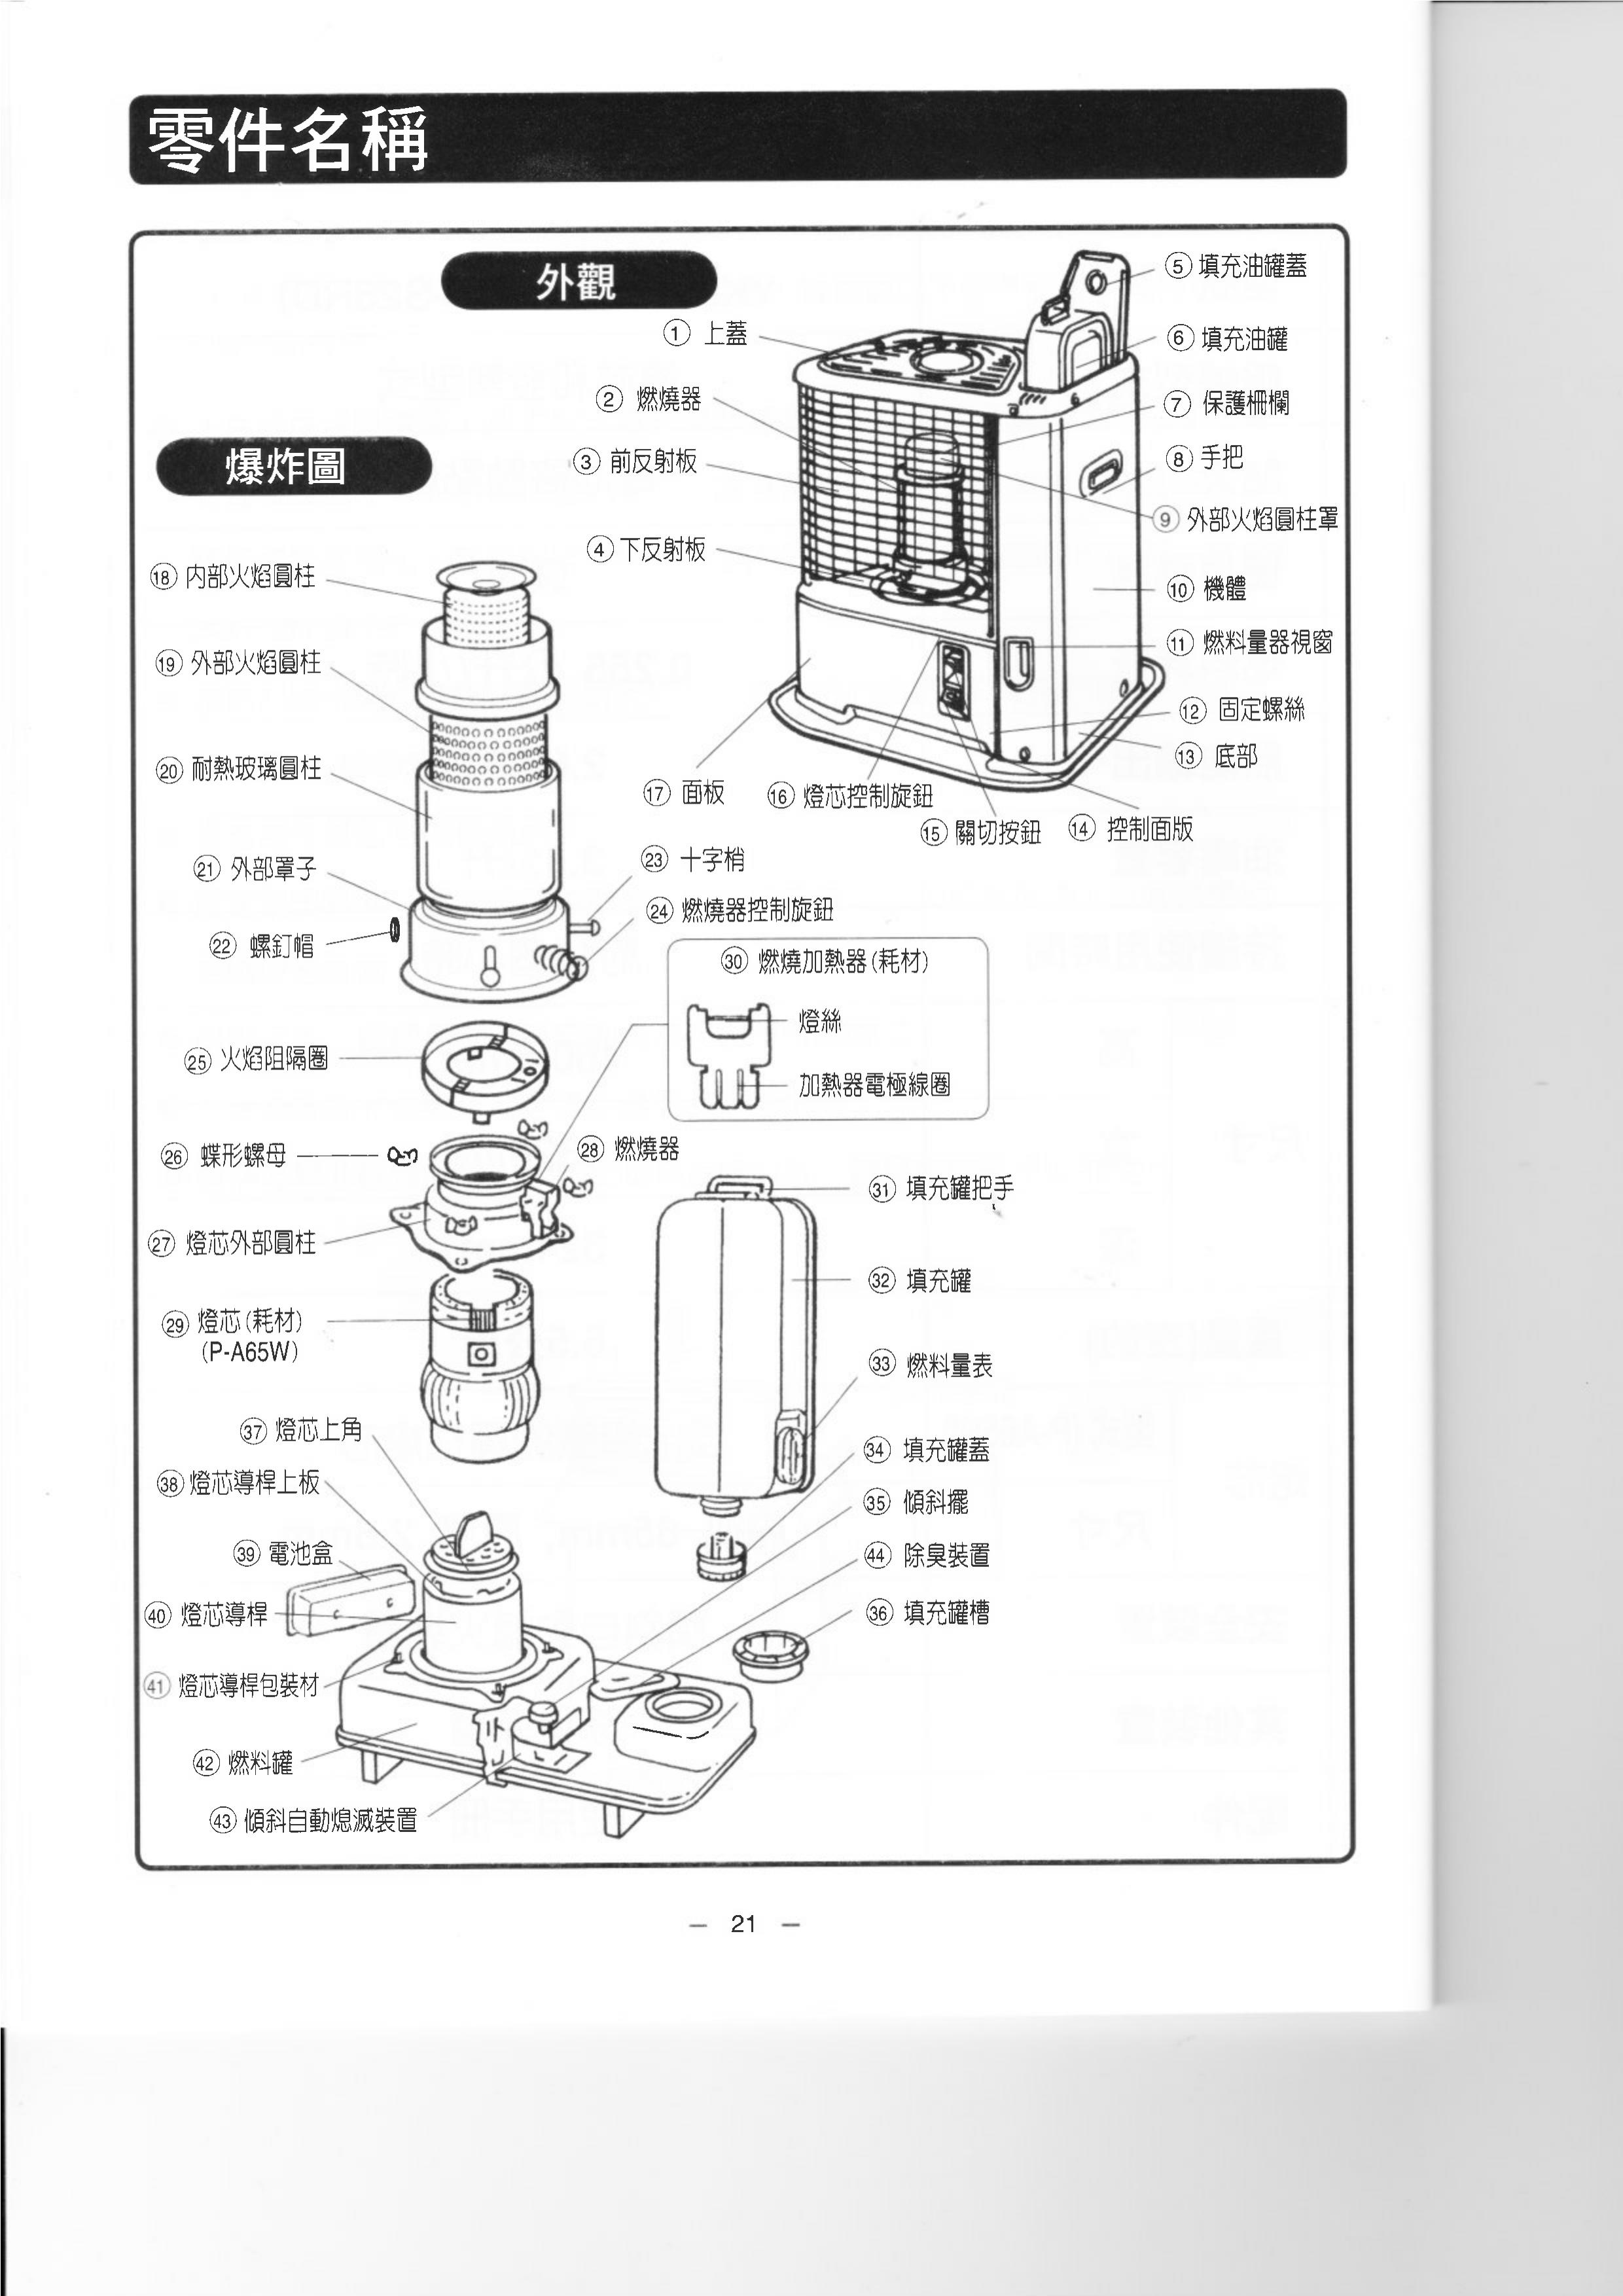 零件名稱
外觀
① 上蓋
② 燃燒器
③ 前反射板
④ 下反射板
⑤ 填充油罐蓋
⑥ 填充油罐
⑦ 保護柵欄
⑧ 手把
⑨ 外部火焰圓柱罩
⑩ 機體
⑪ 燃料量器視窗
⑫ 固定螺絲
⑬ 底部
⑭ 控制面版
⑮ 關切按鈕
⑯ 燈芯控制旋鈕
⑰ 面板
爆炸圖
⑱ 內部火焰圓柱
⑲ 外部火焰圓柱
⑳ 耐熱玻璃圓柱
㉑ 外部罩子
㉒ 螺釘帽
㉓ 十字梢
㉔ 燃燒器控制旋鈕
㉕ 火焰阻隔圈
㉖ 蝶形螺母
㉗ 燈芯外部圓柱
㉘ 燃燒器
㉙ 燈芯(耗材)
(P-A65W)
㉚ 燃燒加熱器(耗材)
燈絲
加熱器電極線圈
㉛ 填充罐把手
㉜ 填充罐
㉝ 燃料量表
㉞ 填充罐蓋
㉟ 傾斜擺
㊹ 除臭裝置
㊱ 填充罐槽
㊲ 燈芯上角
㊳ 燈芯導桿上板
㊴ 電池盒
㊵ 燈芯導桿
㊶ 燈芯導桿包裝材
㊷ 燃料罐
㊸ 傾斜自動熄滅裝置
— 21 —